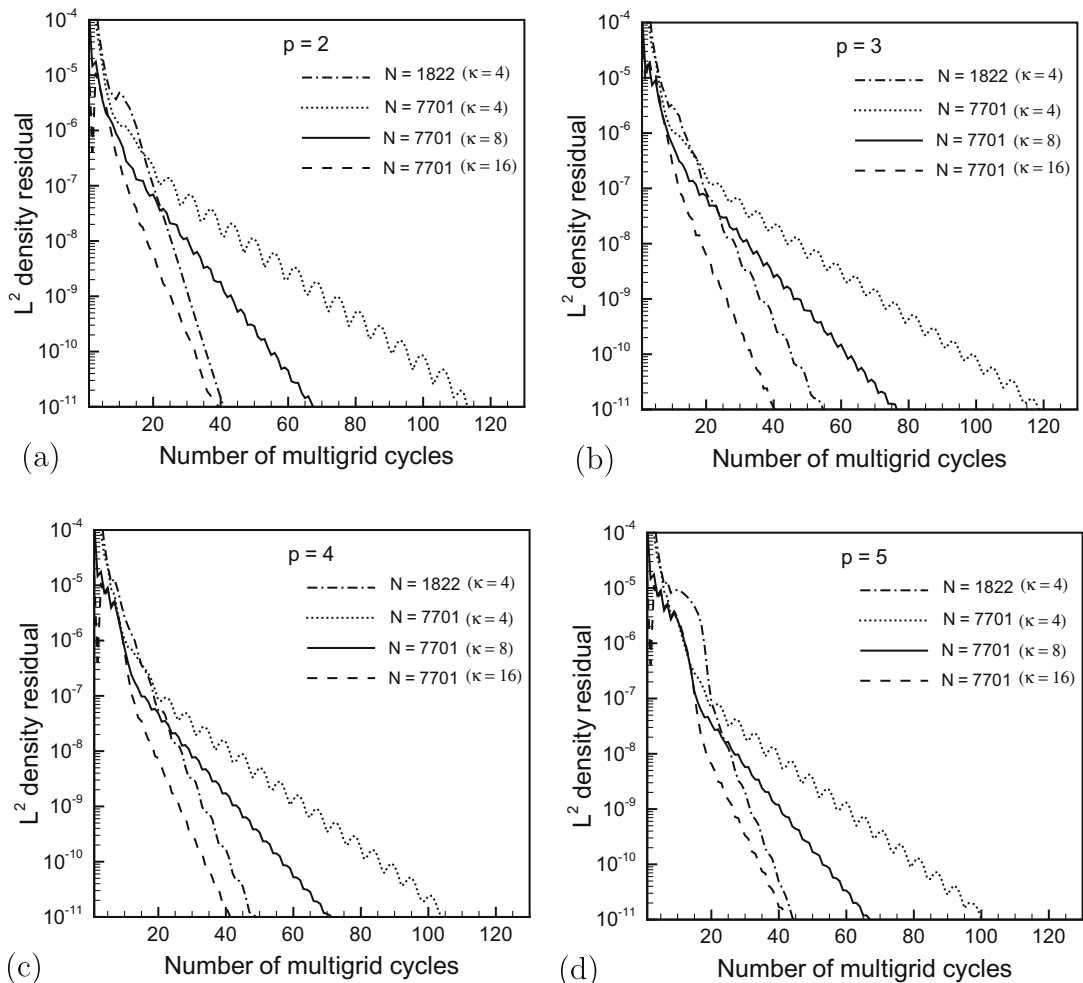 p = 2
N = 1822 (κ = 4)
N = 7701 (κ = 4)
N = 7701 (κ = 8)
N = 7701 (κ = 16)
10⁻⁴
10⁻⁵
10⁻⁶
10⁻⁷
10⁻⁸
10⁻⁹
10⁻¹⁰
10⁻¹¹
L² density residual
20 40 60 80 100 120
Number of multigrid cycles
(a)
p = 3
N = 1822 (κ = 4)
N = 7701 (κ = 4)
N = 7701 (κ = 8)
N = 7701 (κ = 16)
10⁻⁴
10⁻⁵
10⁻⁶
10⁻⁷
10⁻⁸
10⁻⁹
10⁻¹⁰
10⁻¹¹
L² density residual
20 40 60 80 100 120
Number of multigrid cycles
(b)
p = 4
N = 1822 (κ = 4)
N = 7701 (κ = 4)
N = 7701 (κ = 8)
N = 7701 (κ = 16)
10⁻⁴
10⁻⁵
10⁻⁶
10⁻⁷
10⁻⁸
10⁻⁹
10⁻¹⁰
10⁻¹¹
L² density residual
20 40 60 80 100 120
Number of multigrid cycles
(c)
p = 5
N = 1822 (κ = 4)
N = 7701 (κ = 4)
N = 7701 (κ = 8)
N = 7701 (κ = 16)
10⁻⁴
10⁻⁵
10⁻⁶
10⁻⁷
10⁻⁸
10⁻⁹
10⁻¹⁰
10⁻¹¹
L² density residual
20 40 60 80 100 120
Number of multigrid cycles
(d)